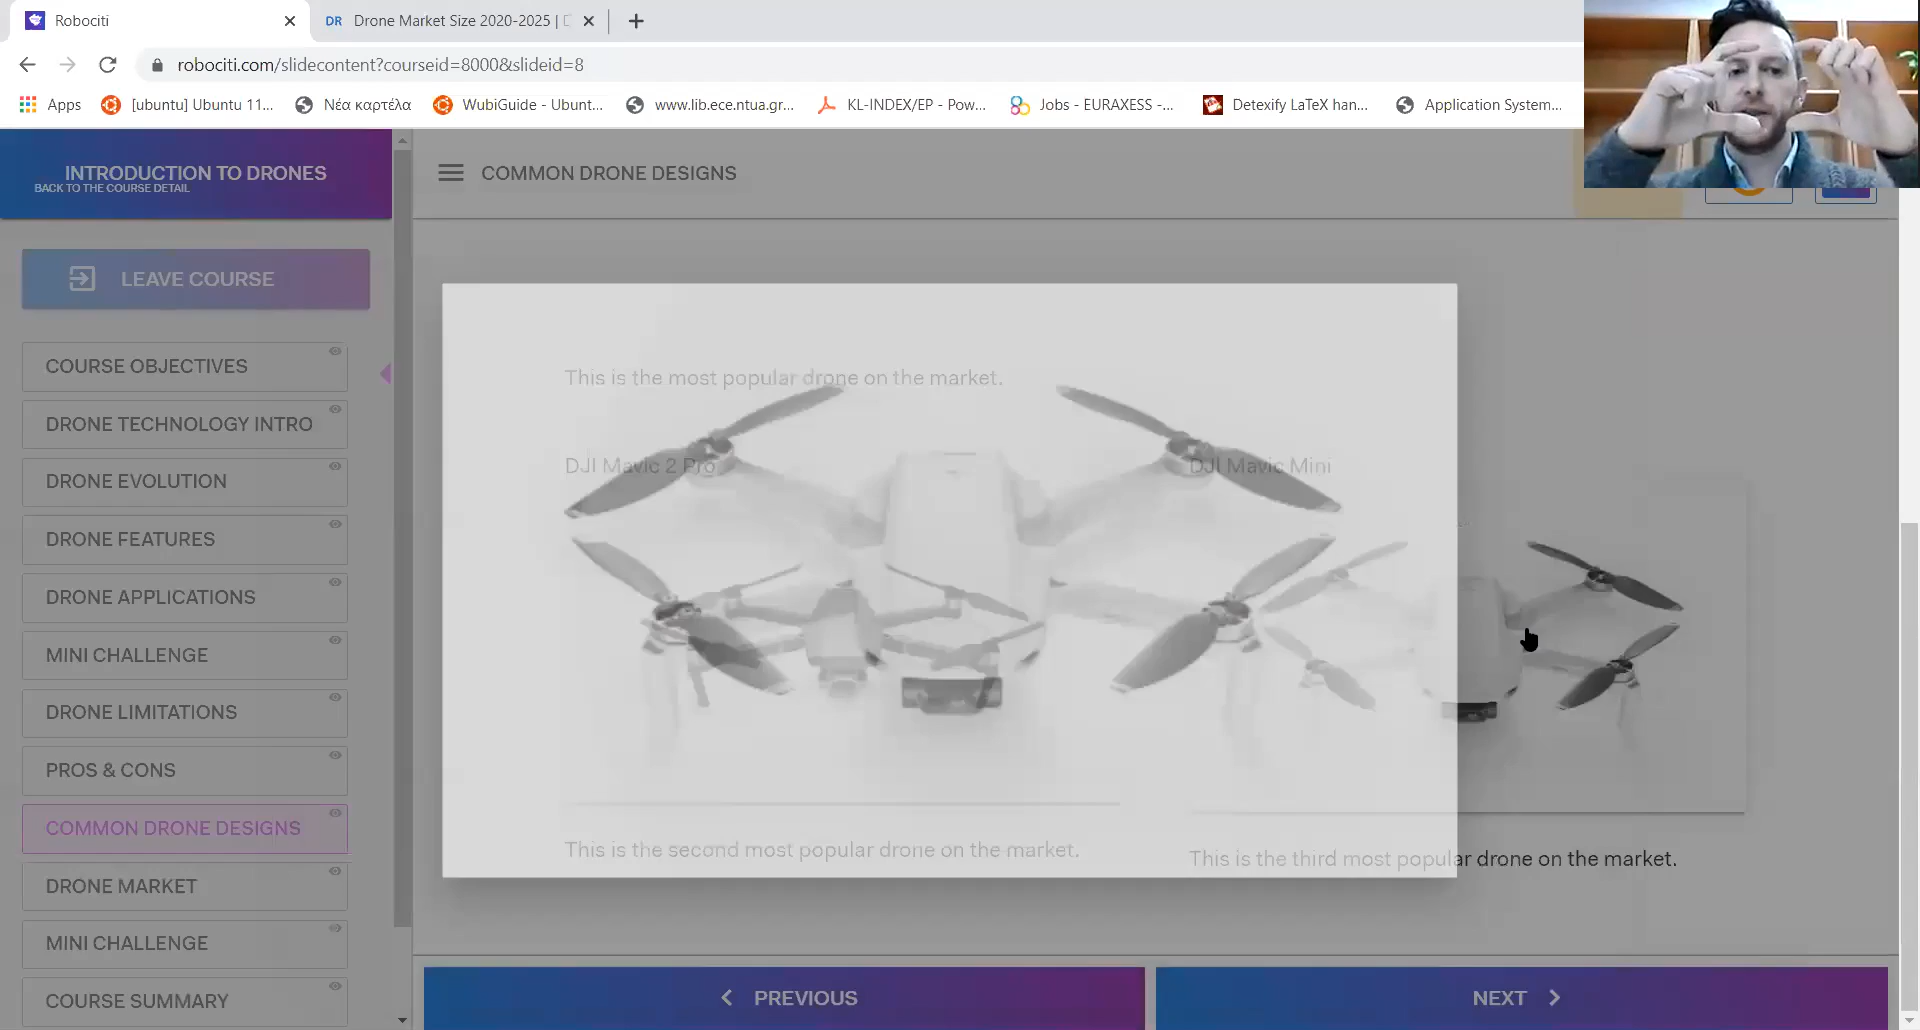 Robociti
DR Drone Market Size 2020-2025 |
robociti.com/slidecontent?courseid=8000&slideid=8
Apps
[ubuntu] Ubuntu 11...
Νέα καρτέλα
WubiGuide - Ubunt...
www.lib.ece.ntua.gr...
KL-INDEX/EP - Pow...
Jobs - EURAXESS -...
Detexify LaTeX han...
Application System...
INTRODUCTION TO DRONES
BACK TO THE COURSE DETAIL
COMMON DRONE DESIGNS
LEAVE COURSE
COURSE OBJECTIVES
DRONE TECHNOLOGY INTRO
DRONE EVOLUTION
DRONE FEATURES
DRONE APPLICATIONS
MINI CHALLENGE
DRONE LIMITATIONS
PROS & CONS
COMMON DRONE DESIGNS
DRONE MARKET
MINI CHALLENGE
COURSE SUMMARY
This is the most popular drone on the market.
DJI Mavic 2 Pro
DJI Mavic Mini
This is the second most popular drone on the market.
This is the third most popular drone on the market.
PREVIOUS
NEXT